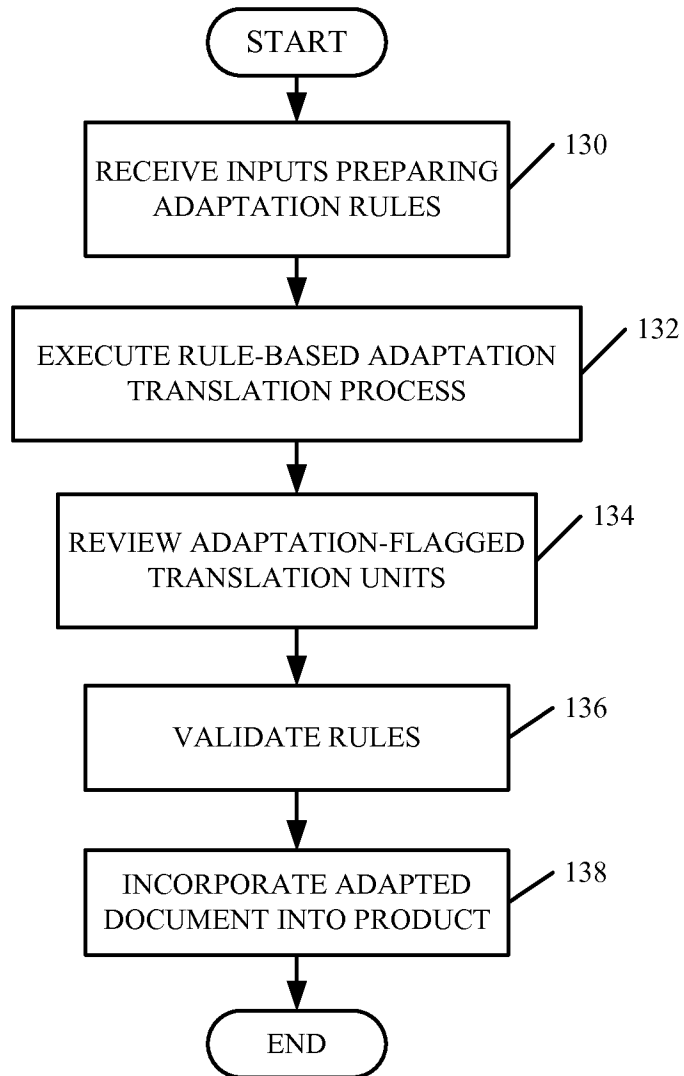 START
RECEIVE INPUTS PREPARING
ADAPTATION RULES
130
EXECUTE RULE-BASED ADAPTATION
TRANSLATION PROCESS
132
REVIEW ADAPTATION-FLAGGED
TRANSLATION UNITS
134
VALIDATE RULES
136
INCORPORATE ADAPTED
DOCUMENT INTO PRODUCT
138
END